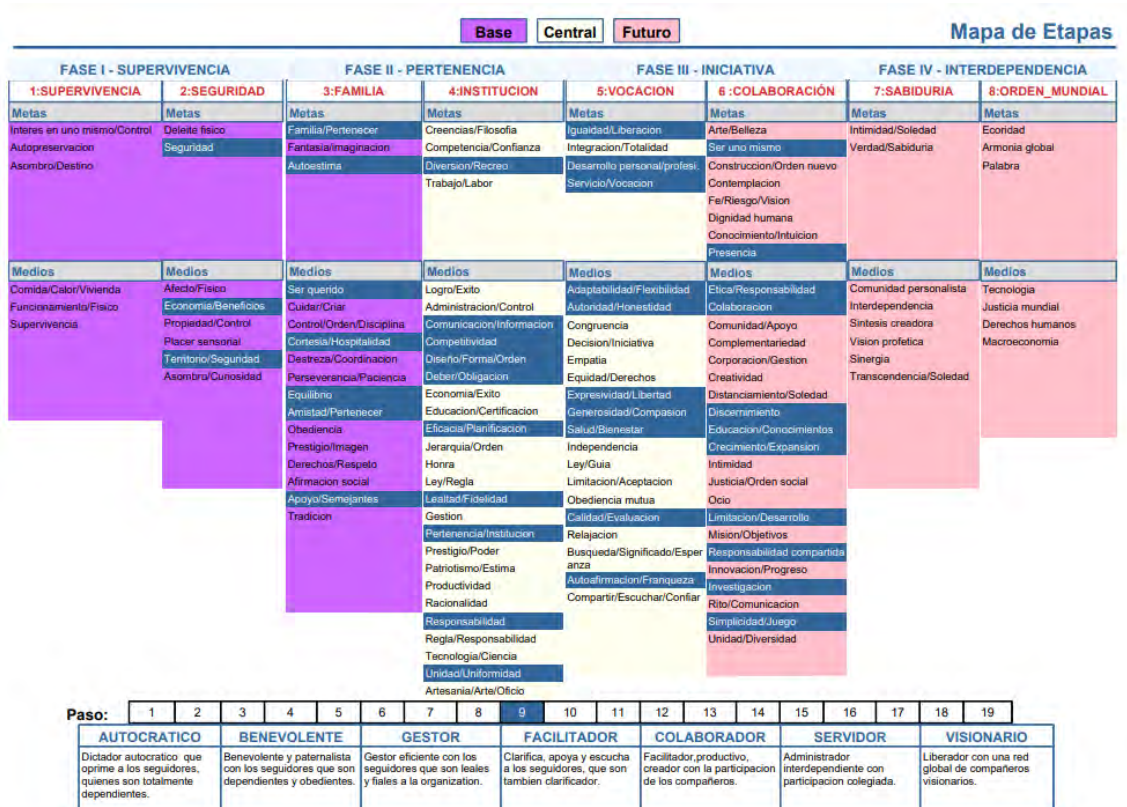 Base Central Futuro
Mapa de Etapas
FASE I - SUPERVIVENCIA
FASE II - PERTENENCIA
FASE III - INICIATIVA
FASE IV - INTERDEPENDENCIA
1:SUPERVIVENCIA
Metas
Interes en uno mismo/Control
Autopreservacion
Asombro/Destino
Medios
Comida/Calor/Vivienda
Funcionamiento/Fisico
Supervivencia
2:SEGURIDAD
Metas
Deleite fisico
Seguridad
Medios
Afecto/Fisico
Economia/Beneficios
Propiedad/Control
Placer sensorial
Territorio/Seguridad
Asombro/Curiosidad
3:FAMILIA
Metas
Familia/Pertenecer
Fantasia/imaginacion
Autoestima
Medios
Ser querido
Cuidar/Criar
Control/Orden/Disciplina
Cortesia/Hospitalidad
Destreza/Coordinacion
Perseverancia/Paciencia
Equilibrio
Amistad/Pertenecer
Obediencia
Prestigio/Imagen
Derechos/Respeto
Afirmacion social
Apoyo/Semejantes
Tradicion
4:INSTITUCION
Metas
Creencias/Filosofia
Competencia/Confianza
Diversion/Recreo
Trabajo/Labor
Medios
Logro/Exito
Administracion/Control
Comunicacion/Informacion
Competitividad
Diseño/Forma/Orden
Deber/Obligacion
Economia/Exito
Educacion/Certificacion
Eficacia/Planificacion
Jerarquia/Orden
Honra
Ley/Regla
Lealtad/Fidelidad
Gestion
Pertenencia/Institucion
Prestigio/Poder
Patriotismo/Estima
Productividad
Racionalidad
Responsabilidad
Regla/Responsabilidad
Tecnologia/Ciencia
Unidad/Uniformidad
Artesania/Arte/Oficio
5:VOCACION
Metas
Igualdad/Liberacion
Integracion/Totalidad
Desarrollo personal/profesi.
Servicio/Vocacion
Medios
Adaptabilidad/Flexibilidad
Autoridad/Honestidad
Congruencia
Decision/Iniciativa
Empatia
Equidad/Derechos
Expresividad/Libertad
Generosidad/Compasion
Salud/Bienestar
Independencia
Ley/Guia
Limitacion/Aceptacion
Obediencia mutua
Calidad/Evaluacion
Relajacion
Busqueda/Significado/Esper
anza
Autoafirmacion/Franqueza
Compartir/Escuchar/Confiar
6 :COLABORACIÓN
Metas
Arte/Belleza
Ser uno mismo
Construccion/Orden nuevo
Contemplacion
Fe/Riesgo/Vision
Dignidad humana
Conocimiento/Intuicion
Presencia
Medios
Etica/Responsabilidad
Colaboracion
Comunidad/Apoyo
Complementariedad
Corporacion/Gestion
Creatividad
Distanciamiento/Soledad
Discernimiento
Educacion/Conocimientos
Crecimiento/Expansion
Intimidad
Justicia/Orden social
Ocio
Limitacion/Desarrollo
Mision/Objetivos
Responsabilidad compartida
Innovacion/Progreso
Investigacion
Rito/Comunicacion
Simplicidad/Juego
Unidad/Diversidad
7:SABIDURIA
Metas
Intimidad/Soledad
Verdad/Sabiduria
Medios
Comunidad personalista
Interdependencia
Sintesis creadora
Vision profetica
Sinergia
Transcendencia/Soledad
8:ORDEN_MUNDIAL
Metas
Ecoridad
Armonia global
Palabra
Medios
Tecnologia
Justicia mundial
Derechos humanos
Macroeconomia
Paso: 1 2 3 4 5 6 7 8 9 10 11 12 13 14 15 16 17 18 19
AUTOCRATICO
Dictador autocratico que
oprime a los seguidores,
quienes son totalmente
dependientes.
BENEVOLENTE
Benevolente y paternalista
con los seguidores que son
dependientes y obedientes.
GESTOR
Gestor eficiente con los
seguidores que son leales
y fiales a la organization.
FACILITADOR
Clarifica, apoya y escucha
a los seguidores, que son
tambien clarificador.
COLABORADOR
Facilitador,productivo,
creador con la participacion
de los compañeros.
SERVIDOR
Administrador
interdependiente con
participacion colegiada.
VISIONARIO
Liberador con una red
global de compañeros
visionarios.